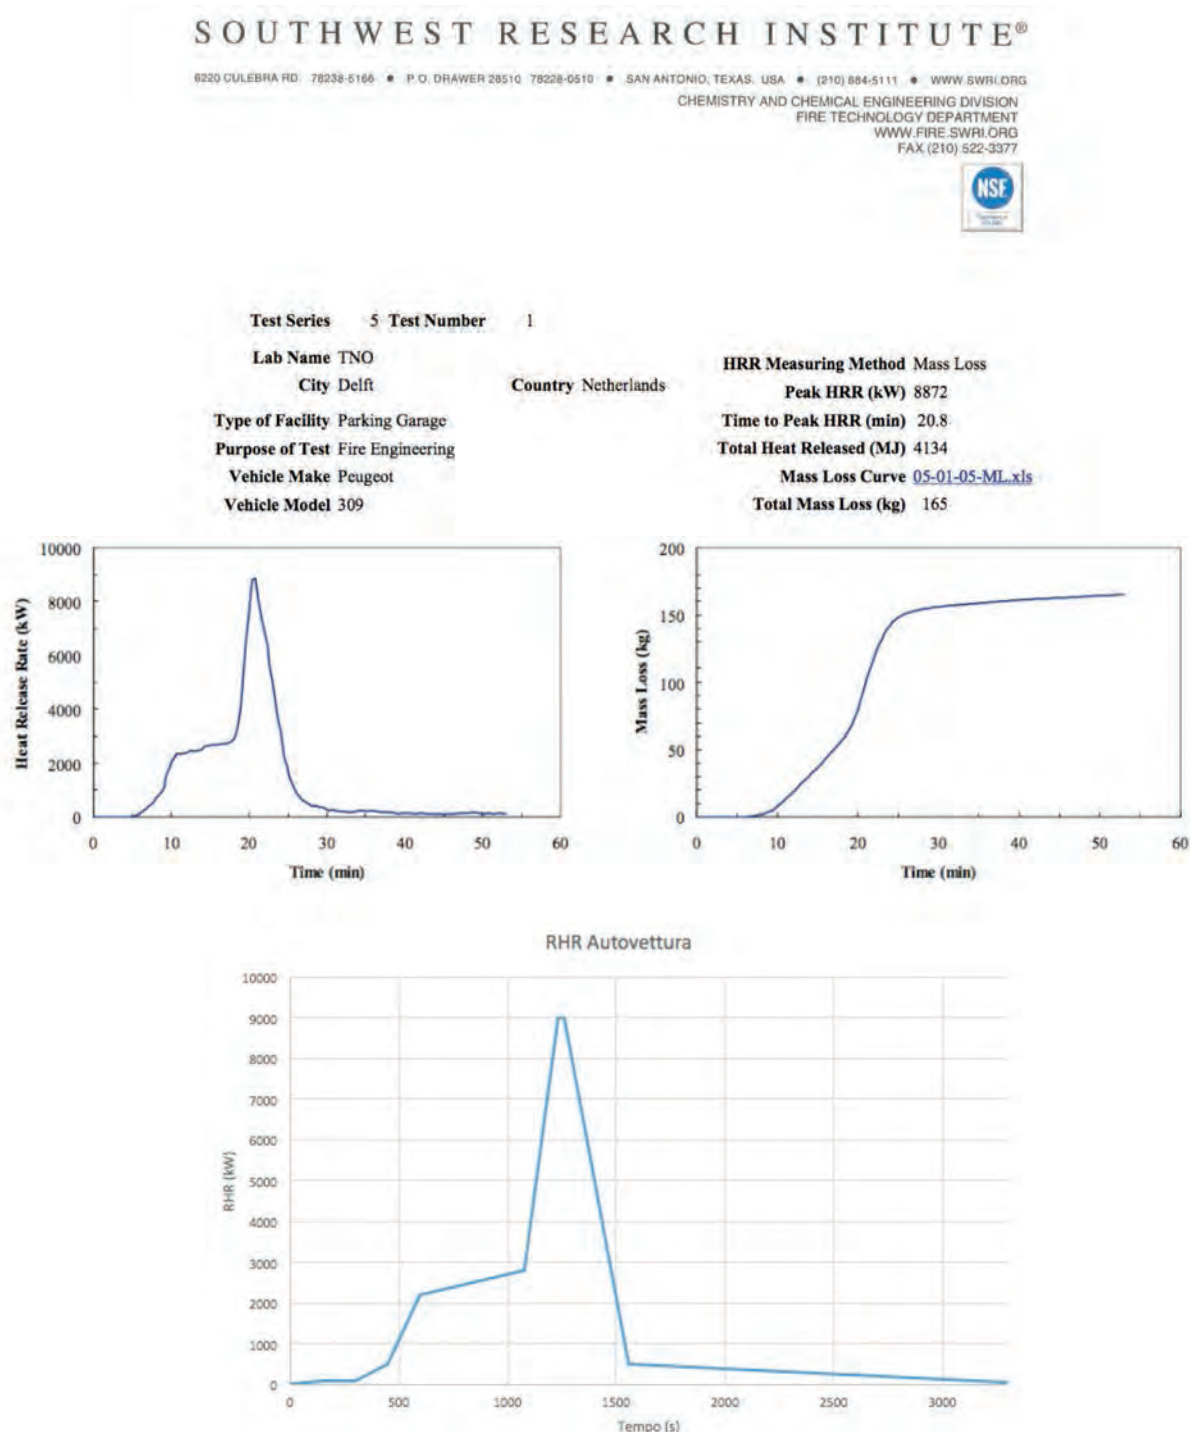 SOUTHWEST RESEARCH INSTITUTE®
6220 CULEBRA RD. 78238-5166 ● P.O. DRAWER 28510 78228-0510 ● SAN ANTONIO, TEXAS, USA ● (210) 684-5111 ● WWW.SWRI.ORG
CHEMISTRY AND CHEMICAL ENGINEERING DIVISION
FIRE TECHNOLOGY DEPARTMENT
WWW.FIRE.SWRI.ORG
FAX (210) 522-3377
NSF
Test Series 5 Test Number 1
Lab Name TNO
City Delft Country Netherlands
Type of Facility Parking Garage
Purpose of Test Fire Engineering
Vehicle Make Peugeot
Vehicle Model 309
HRR Measuring Method Mass Loss
Peak HRR (kW) 8872
Time to Peak HRR (min) 20.8
Total Heat Released (MJ) 4134
Mass Loss Curve 05-01-05-ML.xls
Total Mass Loss (kg) 165
Heat Release Rate (kW)
10000
8000
6000
4000
2000
0
0 10 20 30 40 50 60
Time (min)
Mass Loss (kg)
200
150
100
50
0
0 10 20 30 40 50 60
Time (min)
RHR Autovettura
RHR (kW)
10000
9000
8000
7000
6000
5000
4000
3000
2000
1000
0
0 500 1000 1500 2000 2500 3000
Tempo (s)